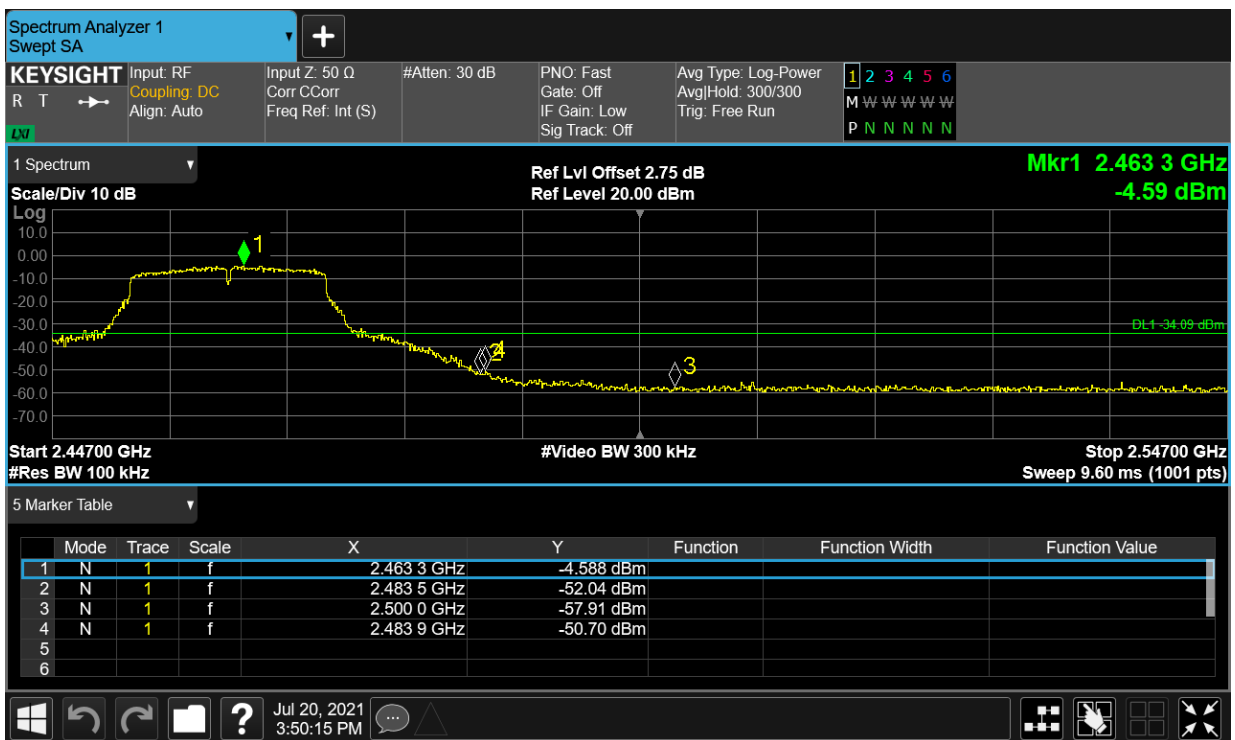 Spectrum Analyzer 1
Swept SA
KEYSIGHT Input: RF Input Z: 50 Ω #Atten: 30 dB PNO: Fast Avg Type: Log-Power 1 2 3 4 5 6
R T Coupling: DC Corr CCorr Gate: Off Avg|Hold: 300/300 M W W W W W
Align: Auto Freq Ref: Int (S) IF Gain: Low Trig: Free Run
LXI Sig Track: Off P N N N N N
1 Spectrum Ref Lvl Offset 2.75 dB Mkr1 2.463 3 GHz
Scale/Div 10 dB Ref Level 20.00 dBm -4.59 dBm
Log
10.0
1
0.00
-10.0
-20.0
-30.0 DL1 -34.09 dBm
-40.0
-50.0 3
-60.0
-70.0
Start 2.44700 GHz #Video BW 300 kHz Stop 2.54700 GHz
#Res BW 100 kHz Sweep 9.60 ms (1001 pts)
5 Marker Table
Mode Trace Scale X Y Function Function Width Function Value
1 N 1 f 2.463 3 GHz -4.588 dBm
2 N 1 f 2.483 5 GHz -52.04 dBm
3 N 1 f 2.500 0 GHz -57.91 dBm
4 N 1 f 2.483 9 GHz -50.70 dBm
5
6
? Jul 20, 2021
3:50:15 PM